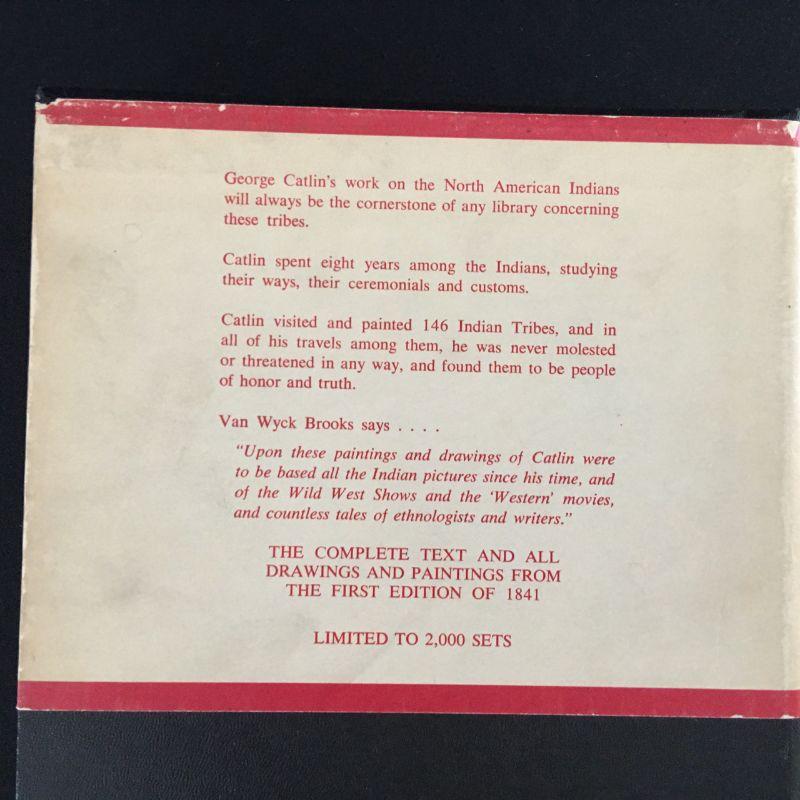 George Catlin's work on the North American Indians
will always be the cornerstone of any library concerning
these tribes.
Catlin spent eight years among the Indians, studying
their ways, their ceremonials and customs.
Catlin visited and painted 146 Indian Tribes, and in
all of his travels among them, he was never molested
or threatened in any way, and found them to be people
of honor and truth.
Van Wyck Brooks says . . . .
"Upon these paintings and drawings of Catlin were
to be based all the Indian pictures since his time, and
of the Wild West Shows and the 'Western' movies,
and countless tales of ethnologists and writers."
THE COMPLETE TEXT AND ALL
DRAWINGS AND PAINTINGS FROM
THE FIRST EDITION OF 1841
LIMITED TO 2,000 SETS